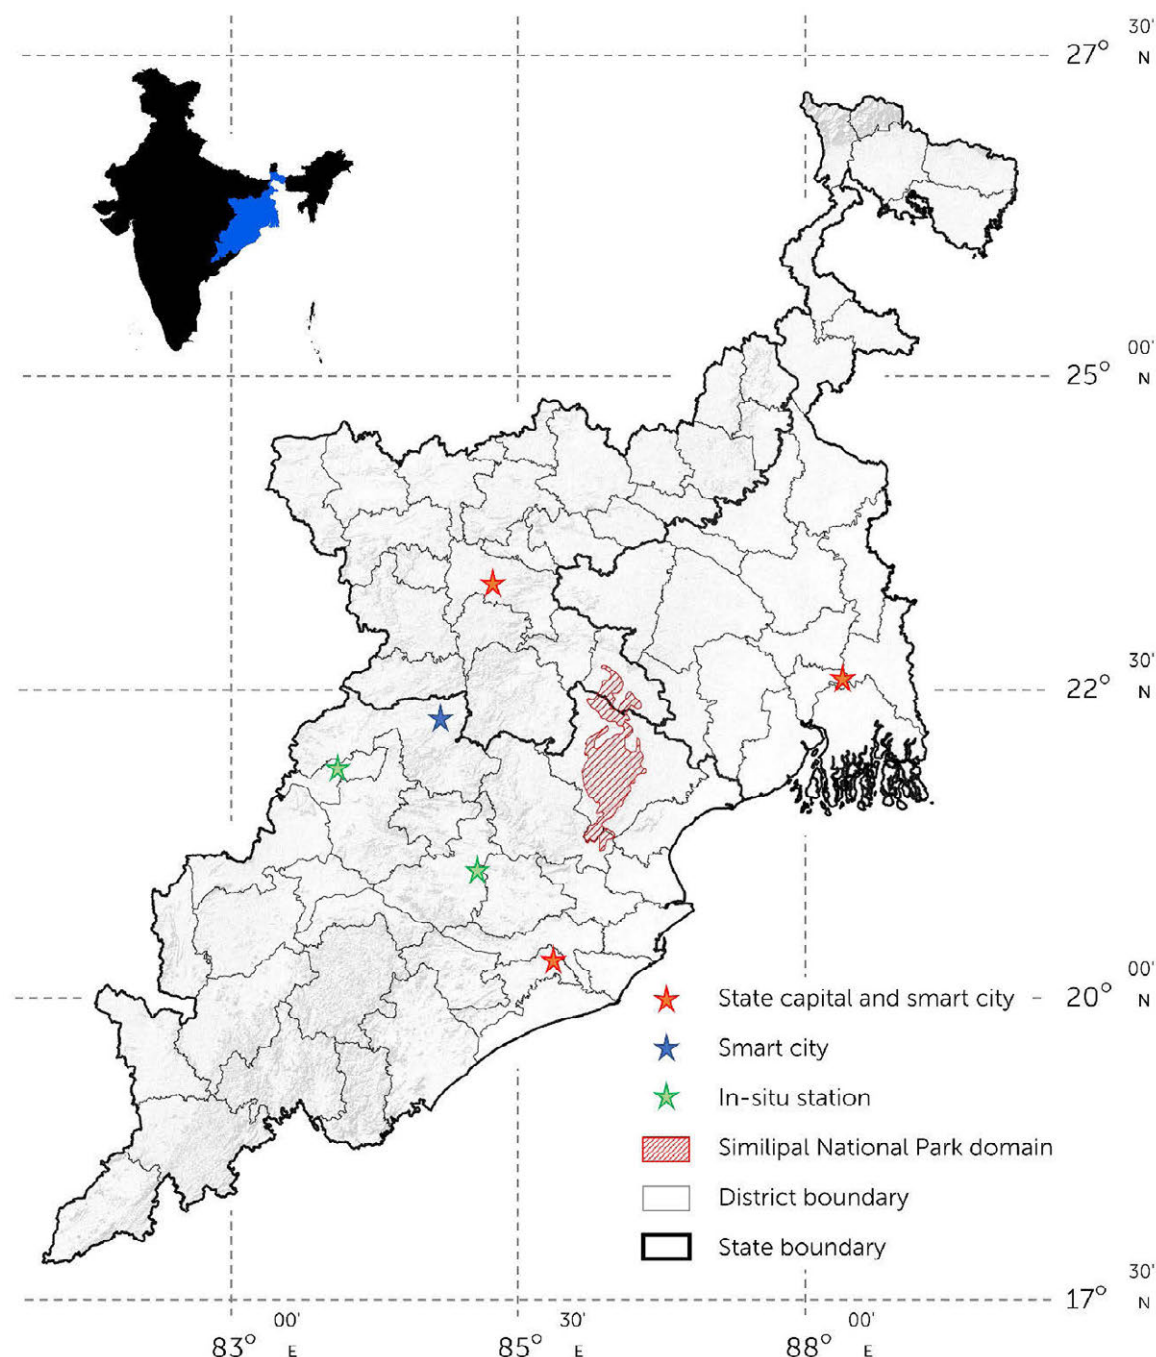 30'
27° N
00'
25° N
30'
22° N
00'
20° N
State capital and smart city
Smart city
In-situ station
Similipal National Park domain
District boundary
State boundary
30'
17° N
00'
83° E
30'
85° E
00'
88° E